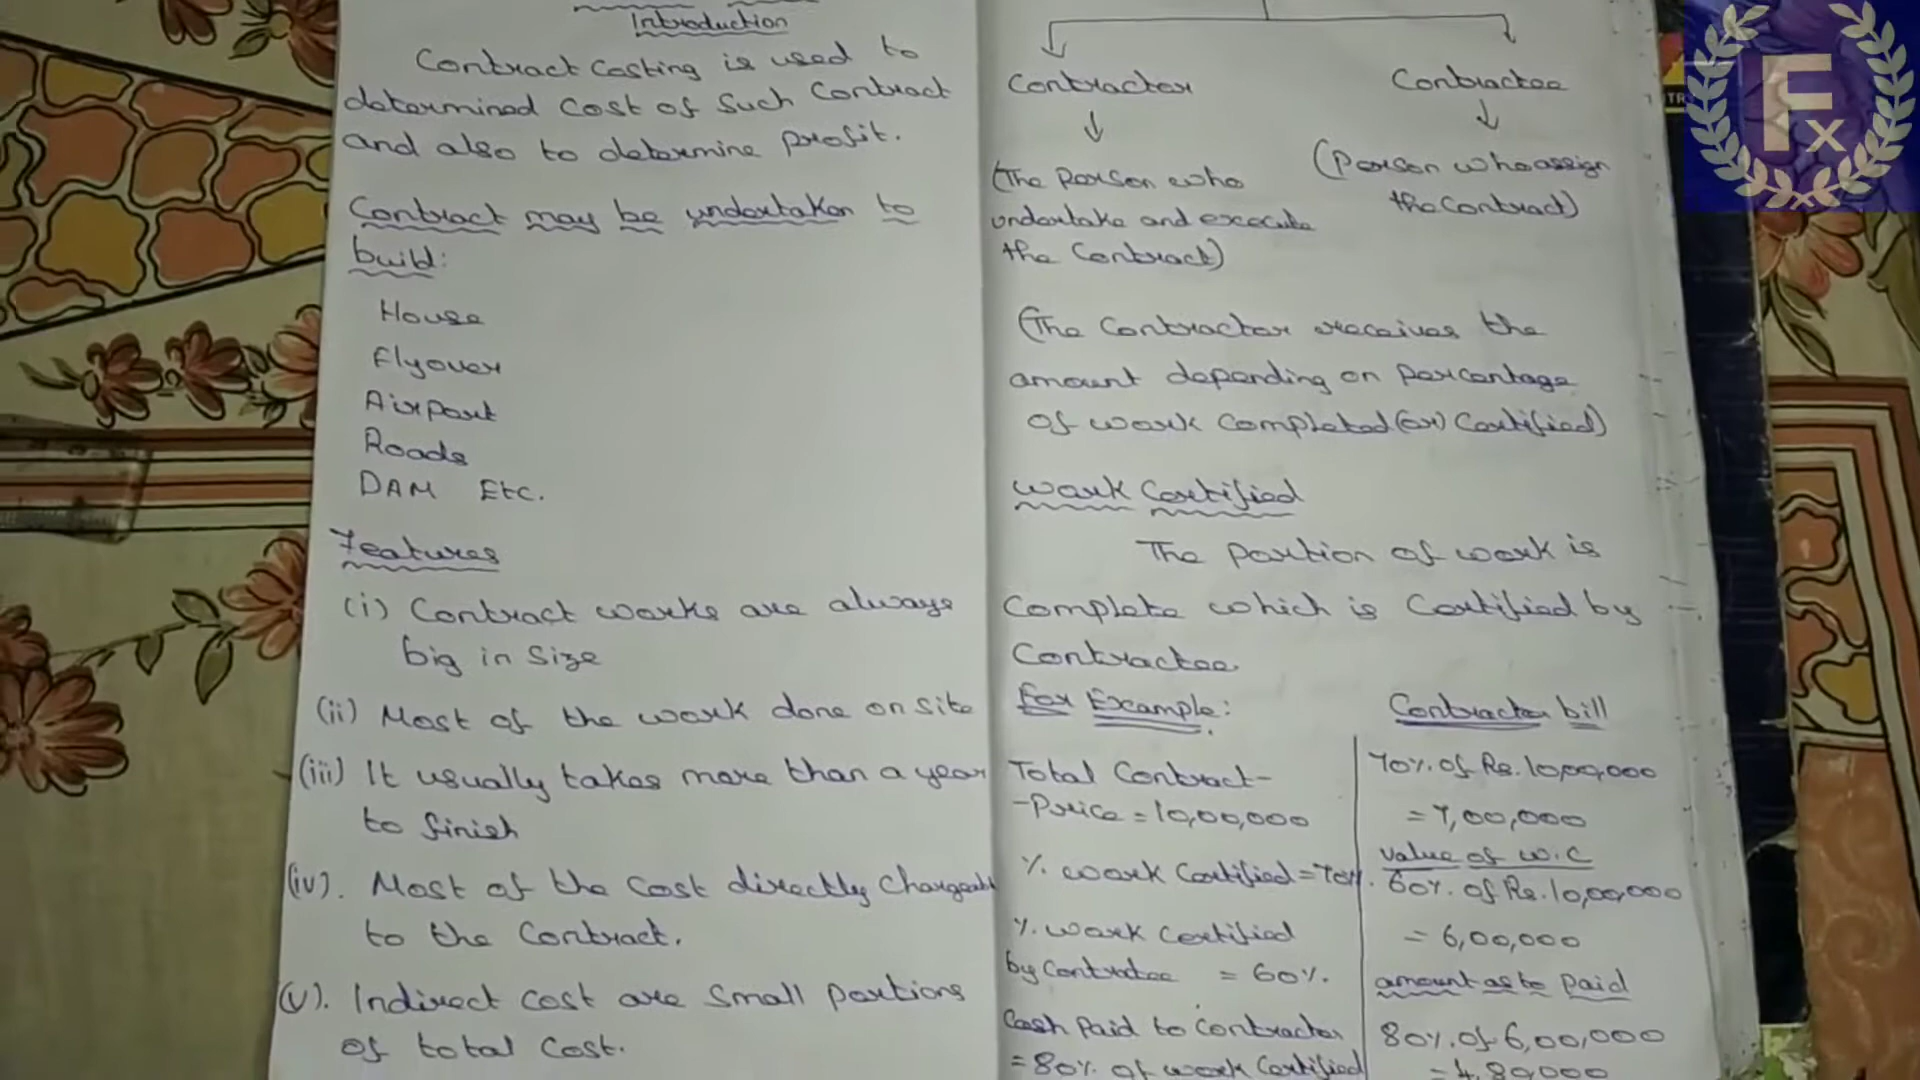 Introduction
Contract Costing is used to
determined Cost of Such Contract
and also to determine profit.
Contract may be undertaken to
build:
House
Flyover
Airport
Roads
DAM Etc.
Features
(i) Contract works are always
big in Size
(ii) Most of the work done on site
(iii) It usually takes more than a year
to finish
(iv). Most of the Cost directly Chargeable
to the Contract.
(v). Indirect Cost are Small portions
of total Cost.
Contractor
(The person who
undertake and execute
the Contract)
Contractee
(Person who assign
the Contract)
(The Contractor receives the
amount depending on percentage
of work Completed (or) Certified)
Work Certified
The portion of work is
Complete which is Certified by
Contractee.
For Example:
Total Contract-
-Price = 10,00,000
% work Certified = 70%.
% work Certified
by Contractee = 60%.
Cash paid to Contractor
= 80% of work Certified
Contractor bill
70% of Rs. 10,00,000
= 7,00,000
Value of W.C
60% of Rs. 10,00,000
= 6,00,000
amount as to paid
80% of 6,00,000
= 4,80,000
Fx